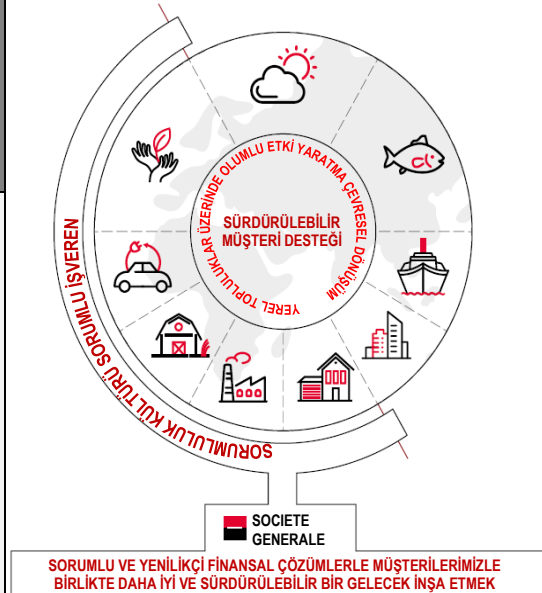 YEREL TOPLULUKLAR ÜZERİNDE OLUMLU ETKİ YARATMA ÇEVRESEL DÖNÜŞÜM
SÜRDÜRÜLEBİLİR
MÜŞTERİ DESTEĞİ
SORUMLULUK KÜLTÜRÜ SORUMLU İŞVEREN
SOCIETE
GENERALE
SORUMLU VE YENİLİKÇİ FİNANSAL ÇÖZÜMLERLE MÜŞTERİLERİMİZLE
BİRLİKTE DAHA İYİ VE SÜRDÜRÜLEBİLİR BİR GELECEK İNŞA ETMEK